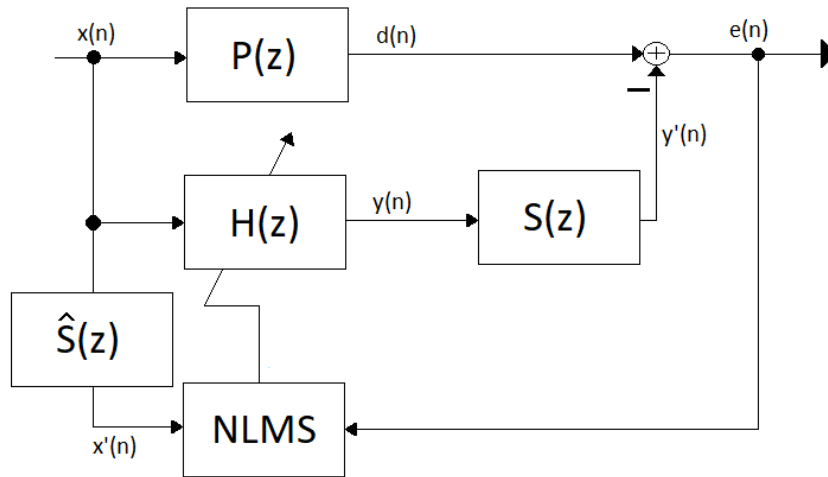 x(n)
P(z)
d(n)
+
e(n)
−
y'(n)
H(z)
y(n)
S(z)
Ŝ(z)
x'(n)
NLMS